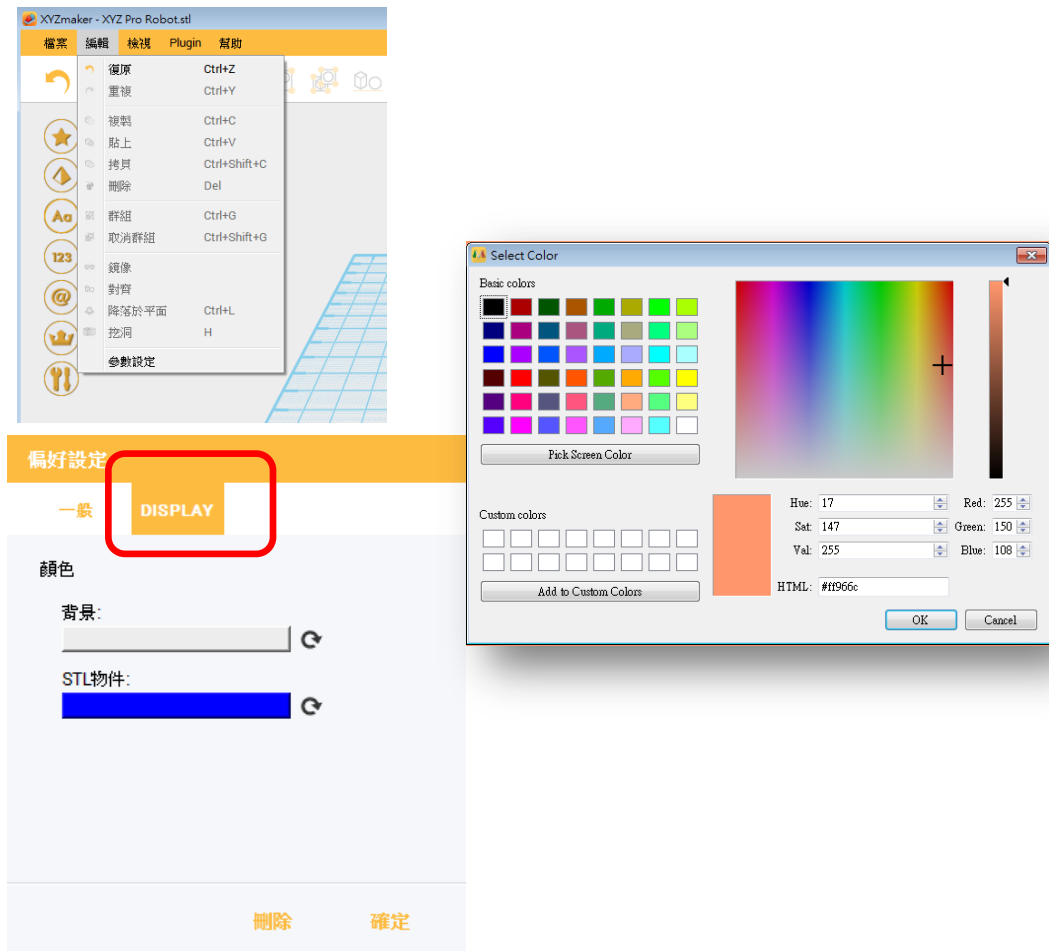 XYZmaker - XYZ Pro Robot.stl
檔案 編輯 檢視 Plugin 幫助
復原 Ctrl+Z
重複 Ctrl+Y
複製 Ctrl+C
貼上 Ctrl+V
拷貝 Ctrl+Shift+C
刪除 Del
群組 Ctrl+G
取消群組 Ctrl+Shift+G
鏡像
對齊
降落於平面 Ctrl+L
挖洞 H
參數設定
Aa
123
@
偏好設定
一般 DISPLAY
顏色
背景:
STL物件:
刪除 確定
Select Color
Basic colors
Pick Screen Color
Custom colors
Add to Custom Colors
Hue: 17 Red: 255
Sat: 147 Green: 150
Val: 255 Blue: 108
HTML: #ff966c
OK Cancel